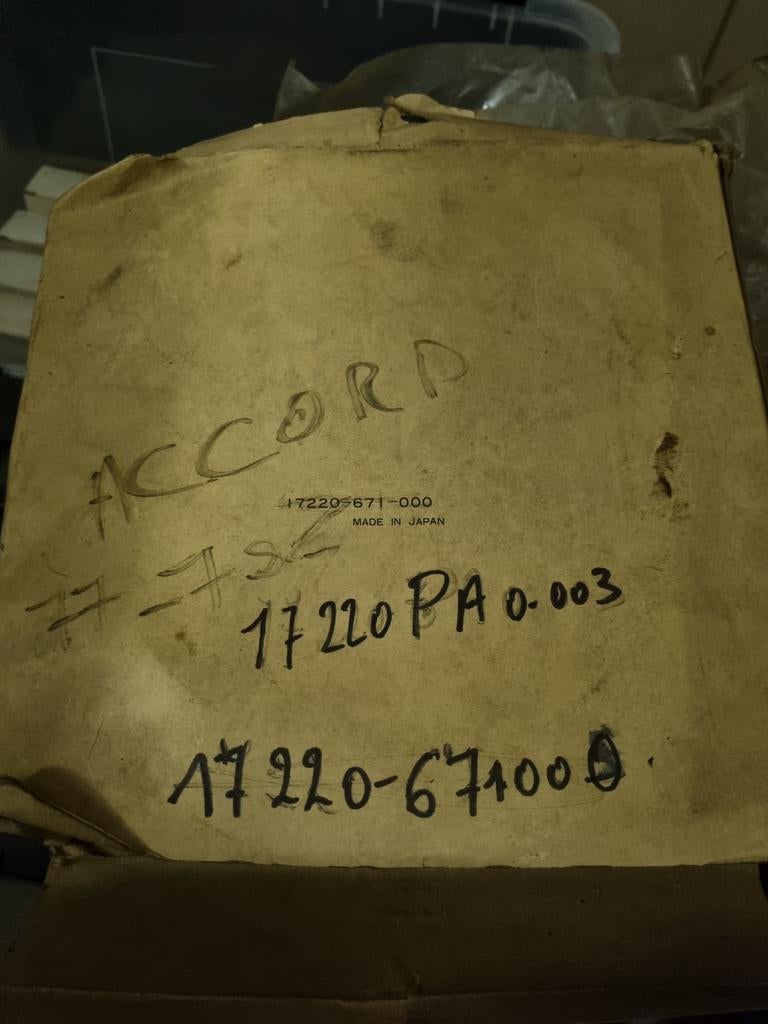 ACCORD
17220-671-000
MADE IN JAPAN
17220PA0.003
17220-671000.